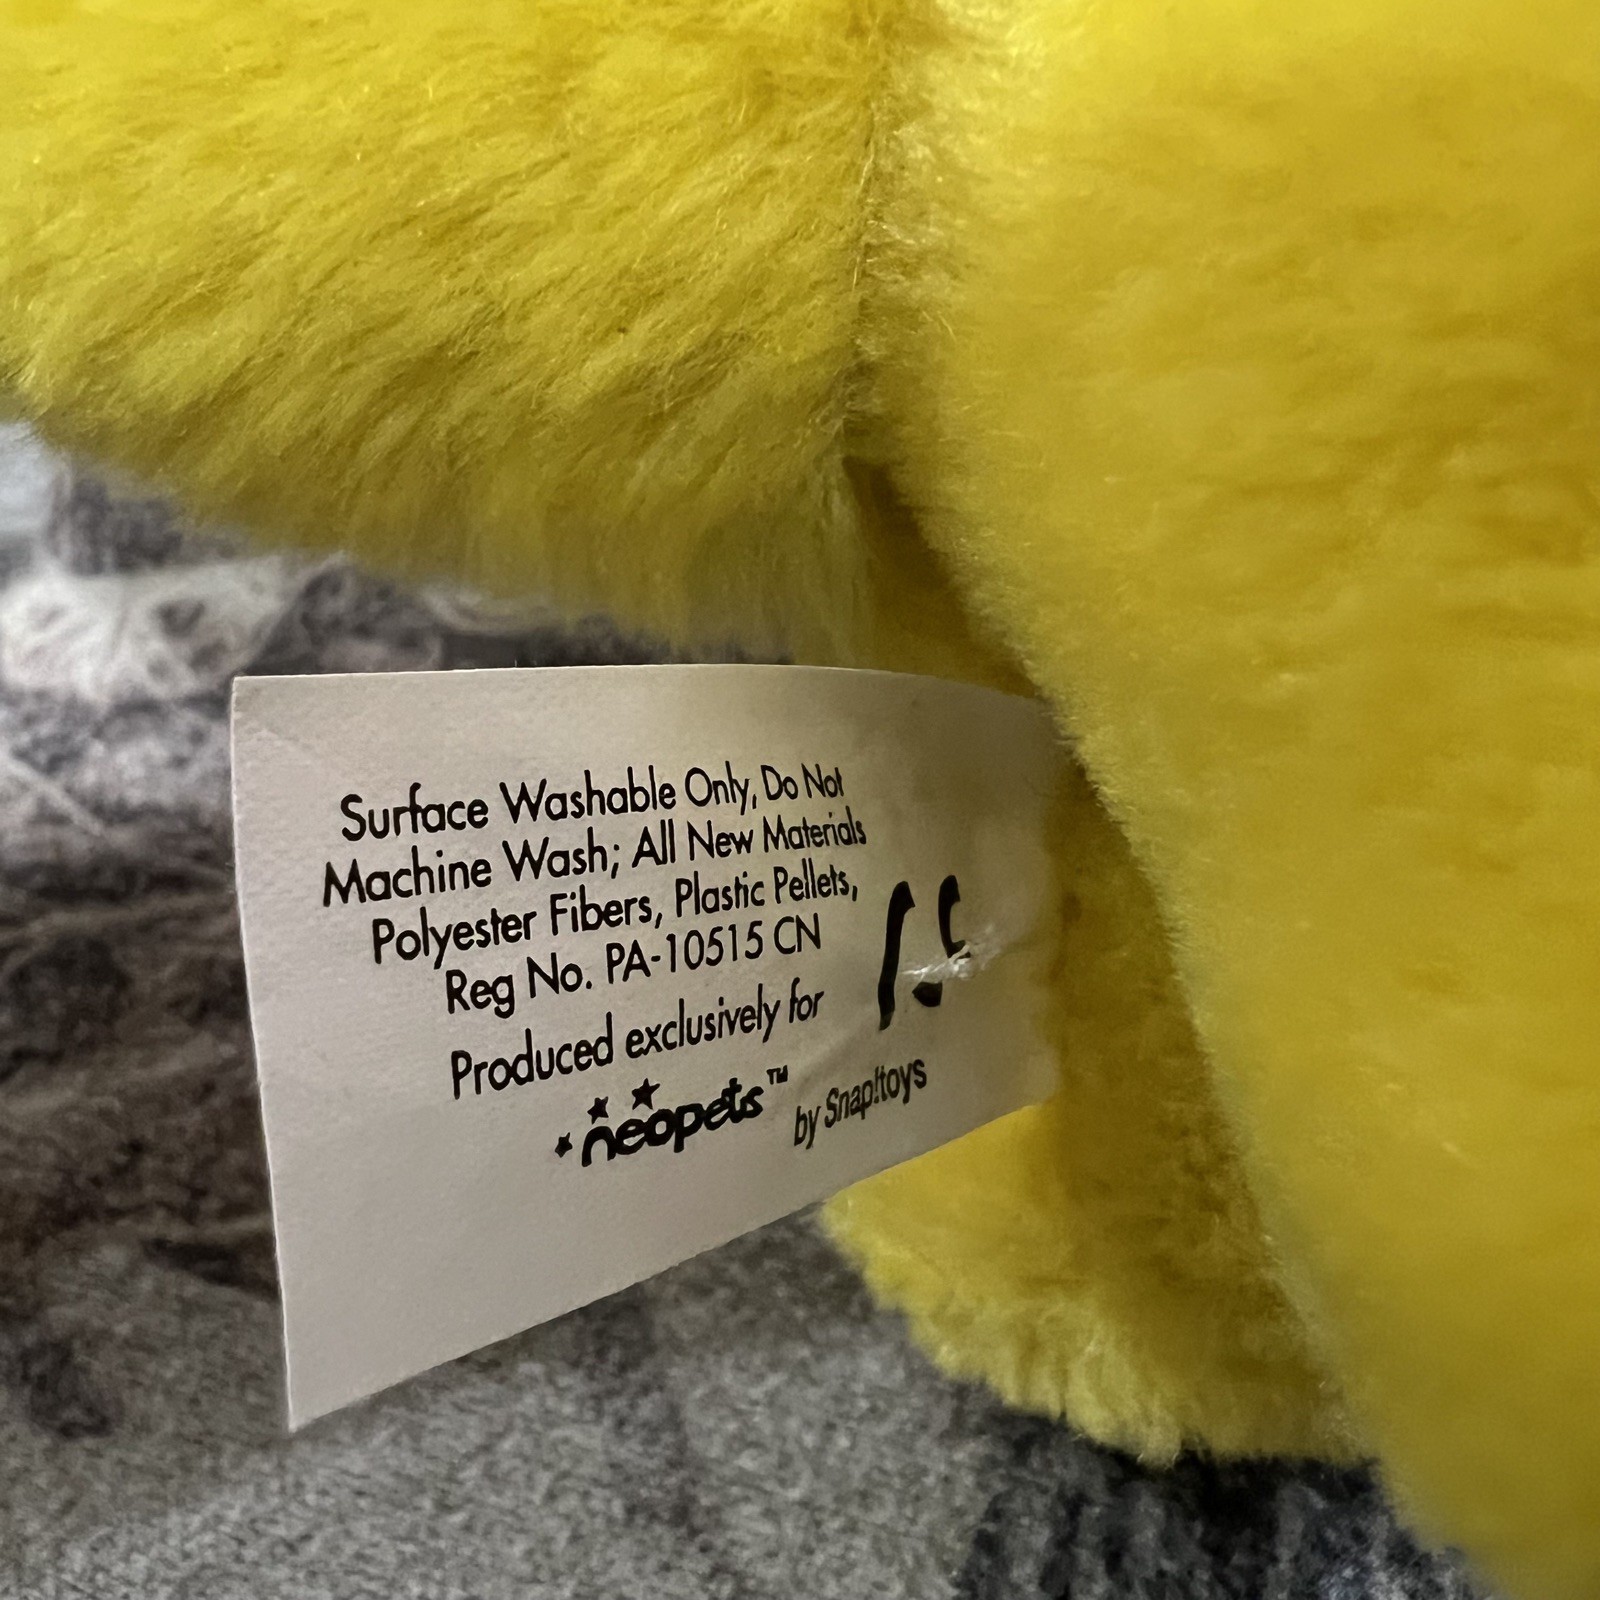 Surface Washable Only, Do Not
Machine Wash; All New Materials
Polyester Fibers, Plastic Pellets,
Reg No. PA-10515 CN
Produced exclusively for
neopets™ by Snap!toys